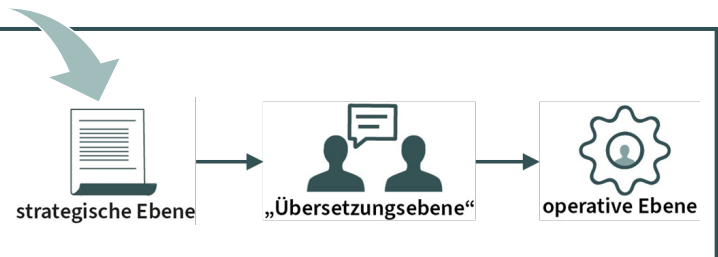 strategische Ebene
„Übersetzungsebene“
operative Ebene